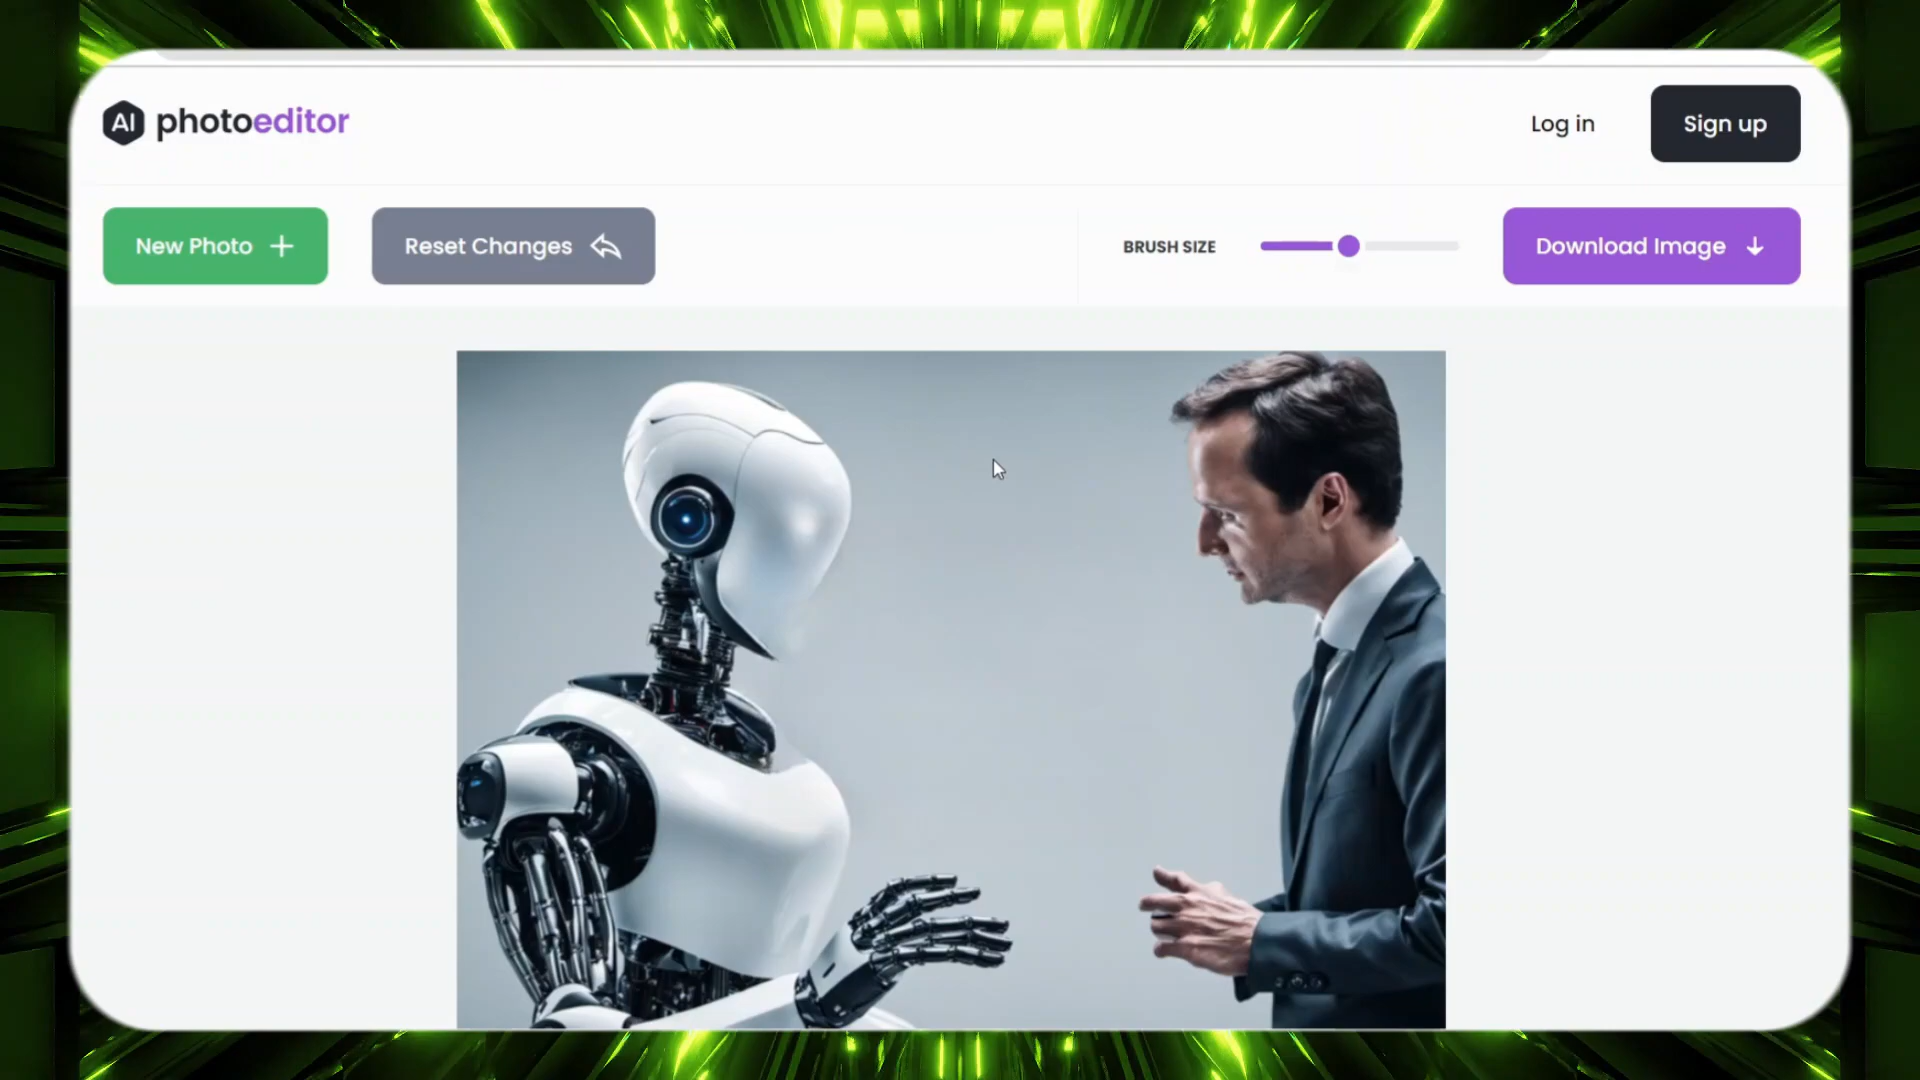 AI photoeditor
Log in
Sign up
New Photo
Reset Changes
BRUSH SIZE
Download Image